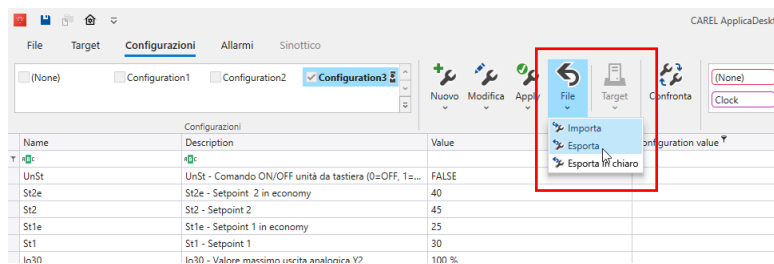 CAREL ApplicaDeskt
File Target Configurazioni Allarmi Sinottico
(None) Configuration1 Configuration2 Configuration3
Nuovo Modifica Apply File Target Confronta
(None)
Clock
Configurazioni
Importa
Esporta
Esporta in chiaro
Name Description Value onfiguration value
UnSt UnSt - Comando ON/OFF unità da tastiera (0=OFF, 1=... FALSE
St2e St2e - Setpoint 2 in economy 40
St2 St2 - Setpoint 2 45
St1e St1e - Setpoint 1 in economy 25
St1 St1 - Setpoint 1 30
Io30 Io30 - Valore massimo uscita analogica Y2 100 %